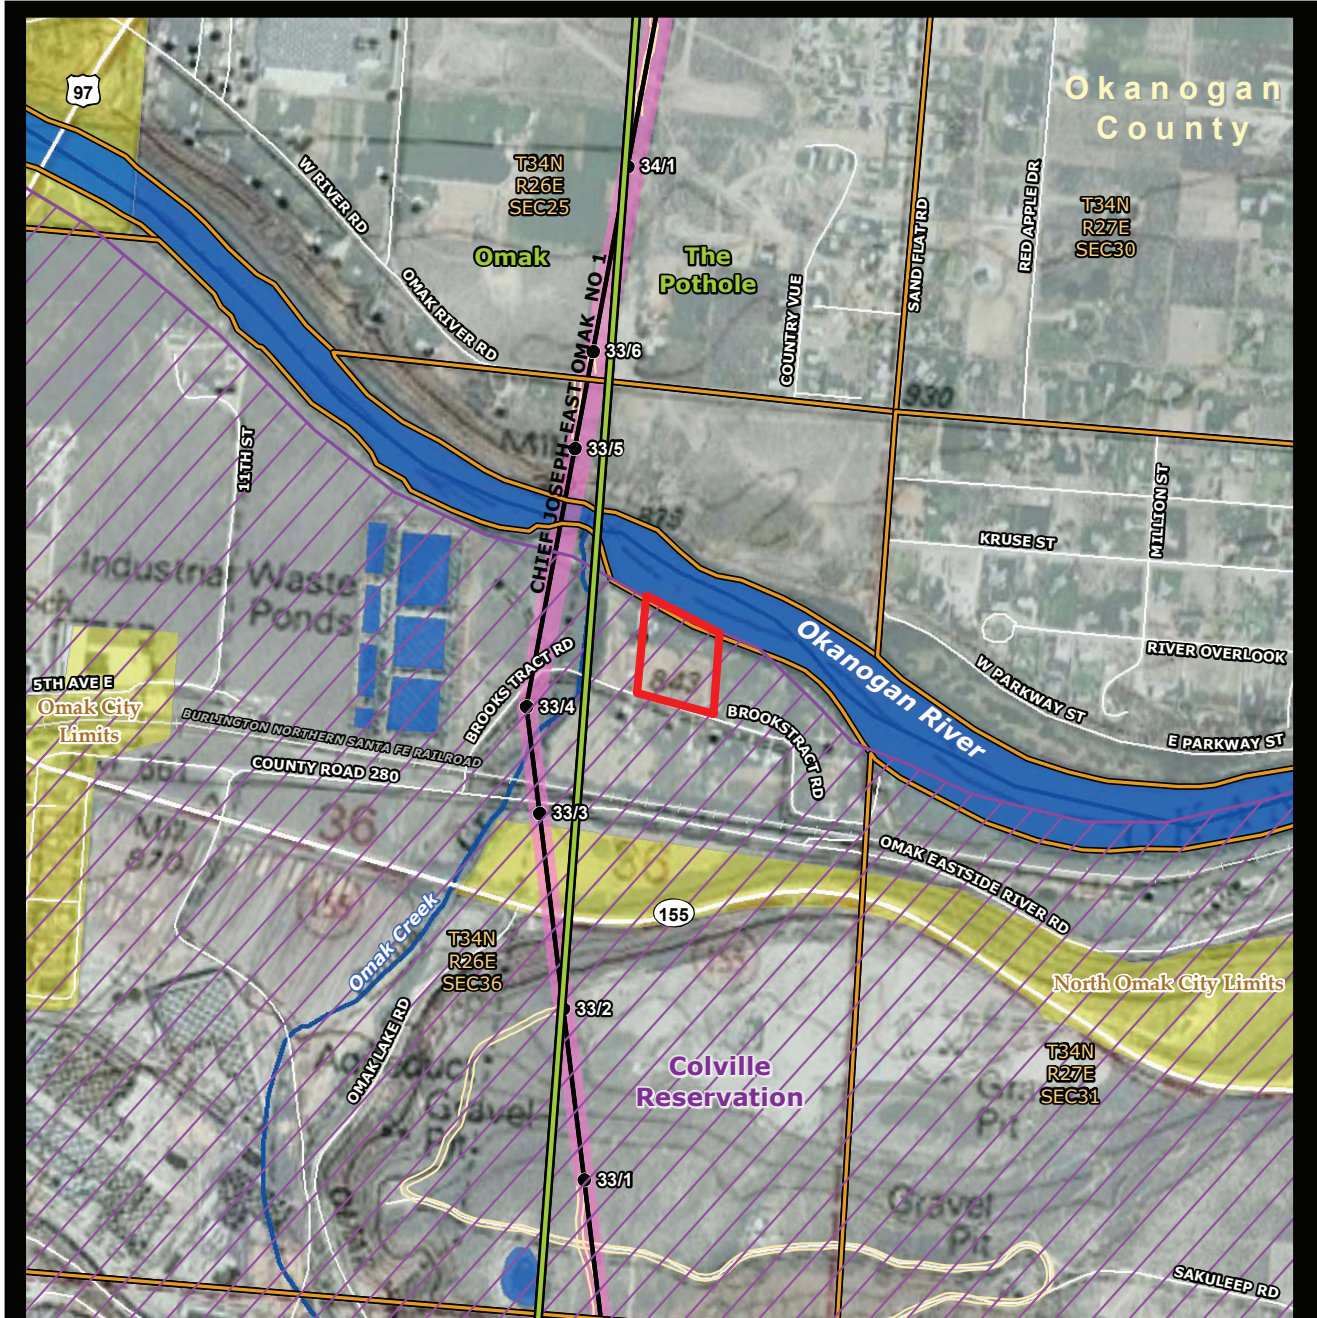 97
Okanogan
County
W RIVER RD
T34N
R26E
SEC25
34/1
T34N
R27E
SEC30
RED APPLE DR
SAND FLAT RD
Omak
The
Pothole
OMAK RIVER RD
COUNTRY VUE
33/6
930
CHIEF JOSEPH-EAST OMAK NO 1
33/5
11TH ST
MILLION ST
KRUSE ST
Industrial Waste
Ponds
Okanogan River
RIVER OVERLOOK
W PARKWAY ST
E PARKWAY ST
843
BROOKS TRACT RD
5TH AVE E
Omak City
Limits
33/4
BROOKSTRACT RD
BURLINGTON NORTHERN SANTA FE RAILROAD
COUNTY ROAD 280
33/3
36
Mill
870
OMAK EASTSIDE RIVER RD
155
Omak Creek
T34N
R26E
SEC36
North Omak City Limits
33/2
OMAK LAKE RD
Colville
Reservation
T34N
R27E
SEC31
Gravel
Pit
33/1
Gravel
Pit
SAKULEEP RD